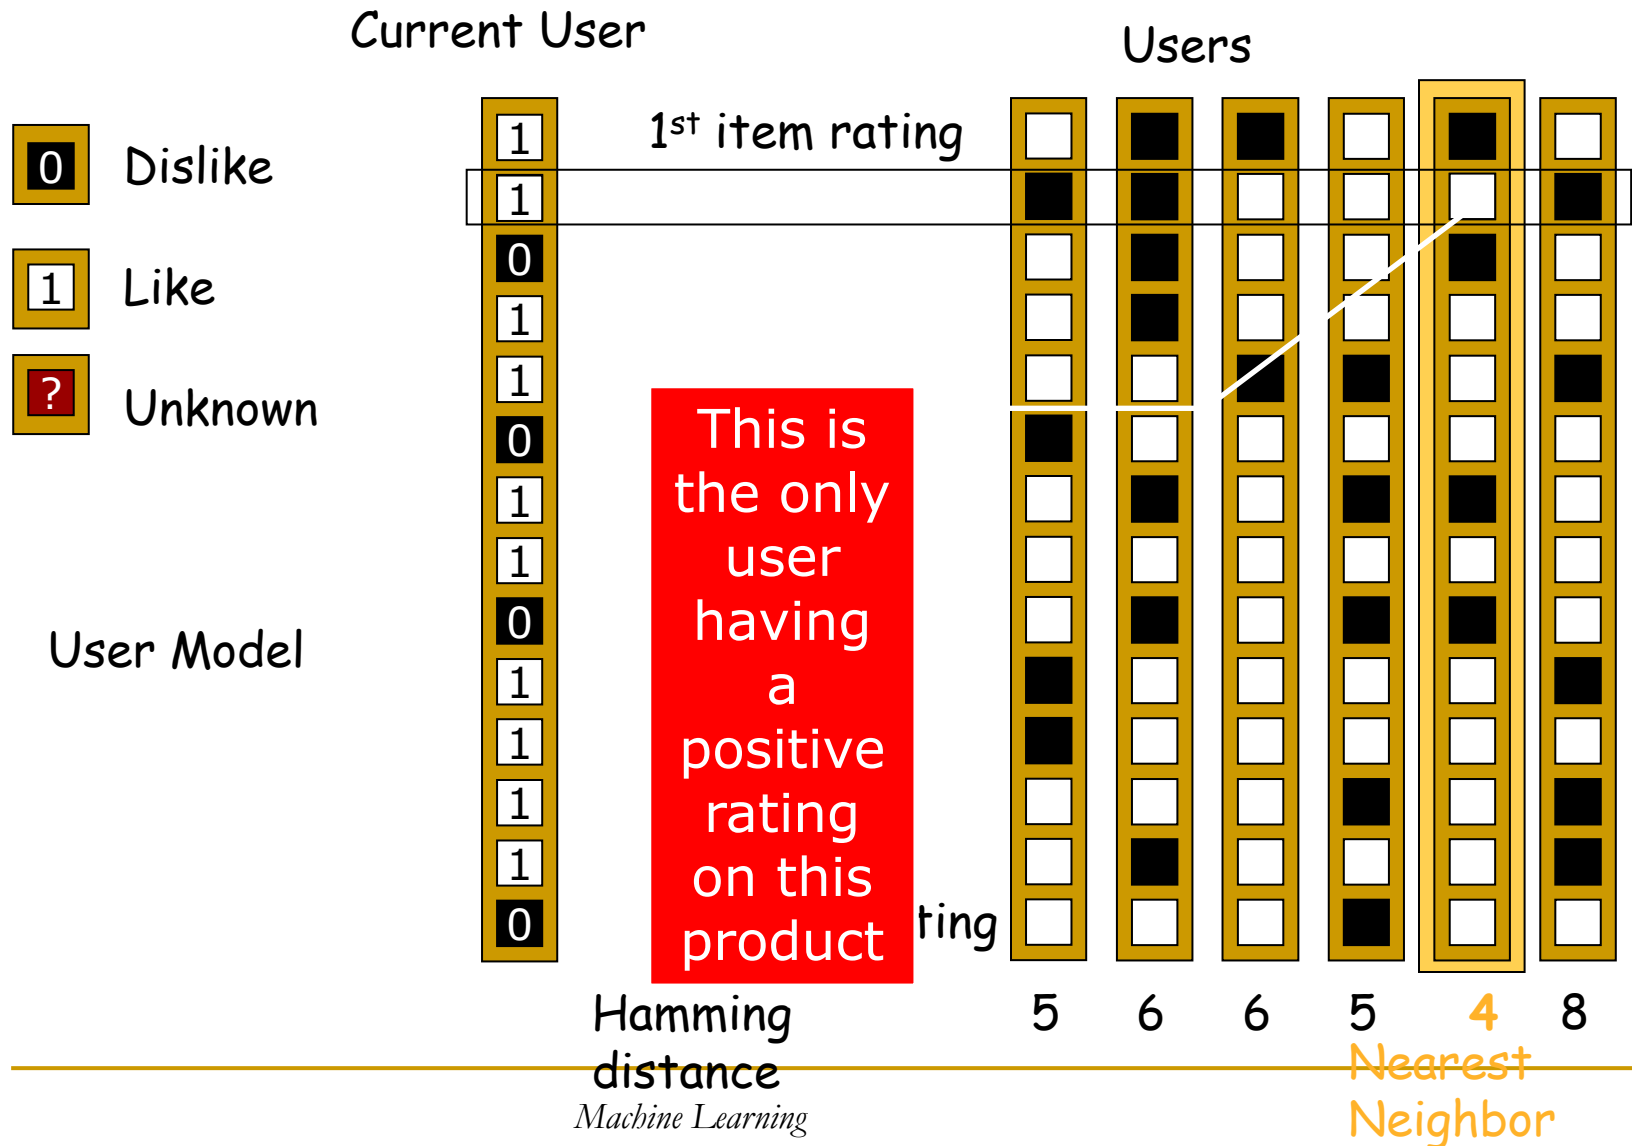 Current User
Users
0 Dislike
1 Like
? Unknown
User Model
1
1
0
1
1
0
1
1
0
1
1
1
1
0
1st item rating
This is
the only
user
having
a
positive
rating
on this
product
ting
Hamming
distance
5 6 6 5 4 8
Nearest
Neighbor
Machine Learning